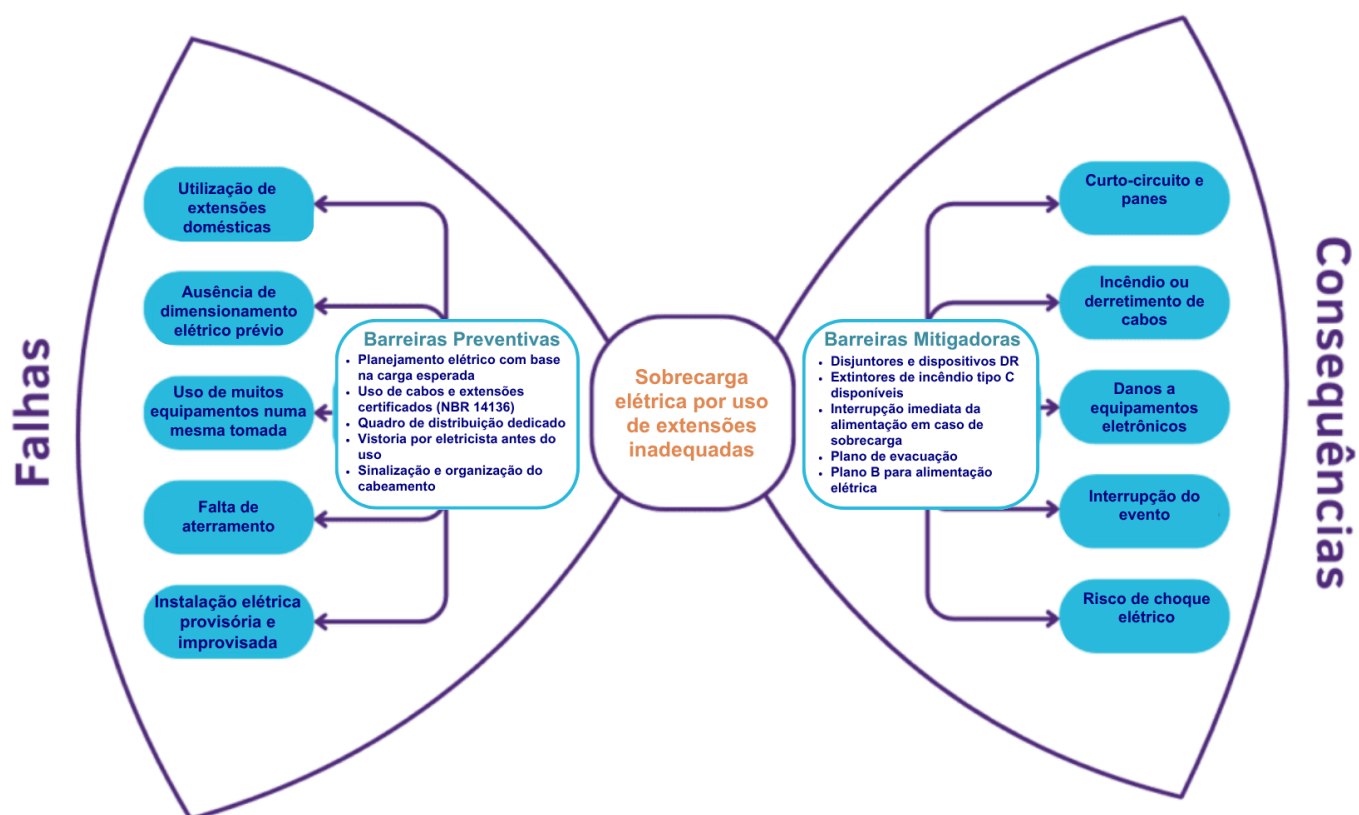 Falhas
Utilização de
extensões
domésticas
Ausência de
dimensionamento
elétrico prévio
Uso de muitos
equipamentos numa
mesma tomada
Falta de
aterramento
Instalação elétrica
provisória e
improvisada
Barreiras Preventivas
• Planejamento elétrico com base
na carga esperada
• Uso de cabos e extensões
certificados (NBR 14136)
• Quadro de distribuição dedicado
• Vistoria por eletricista antes do
uso
• Sinalização e organização do
cabeamento
Sobrecarga
elétrica por uso
de extensões
inadequadas
Barreiras Mitigadoras
• Disjuntores e dispositivos DR
• Extintores de incêndio tipo C
disponíveis
• Interrupção imediata da
alimentação em caso de
sobrecarga
• Plano de evacuação
• Plano B para alimentação
elétrica
Curto-circuito e
panes
Incêndio ou
derretimento de
cabos
Danos a
equipamentos
eletrônicos
Interrupção do
evento
Risco de choque
elétrico
Consequências